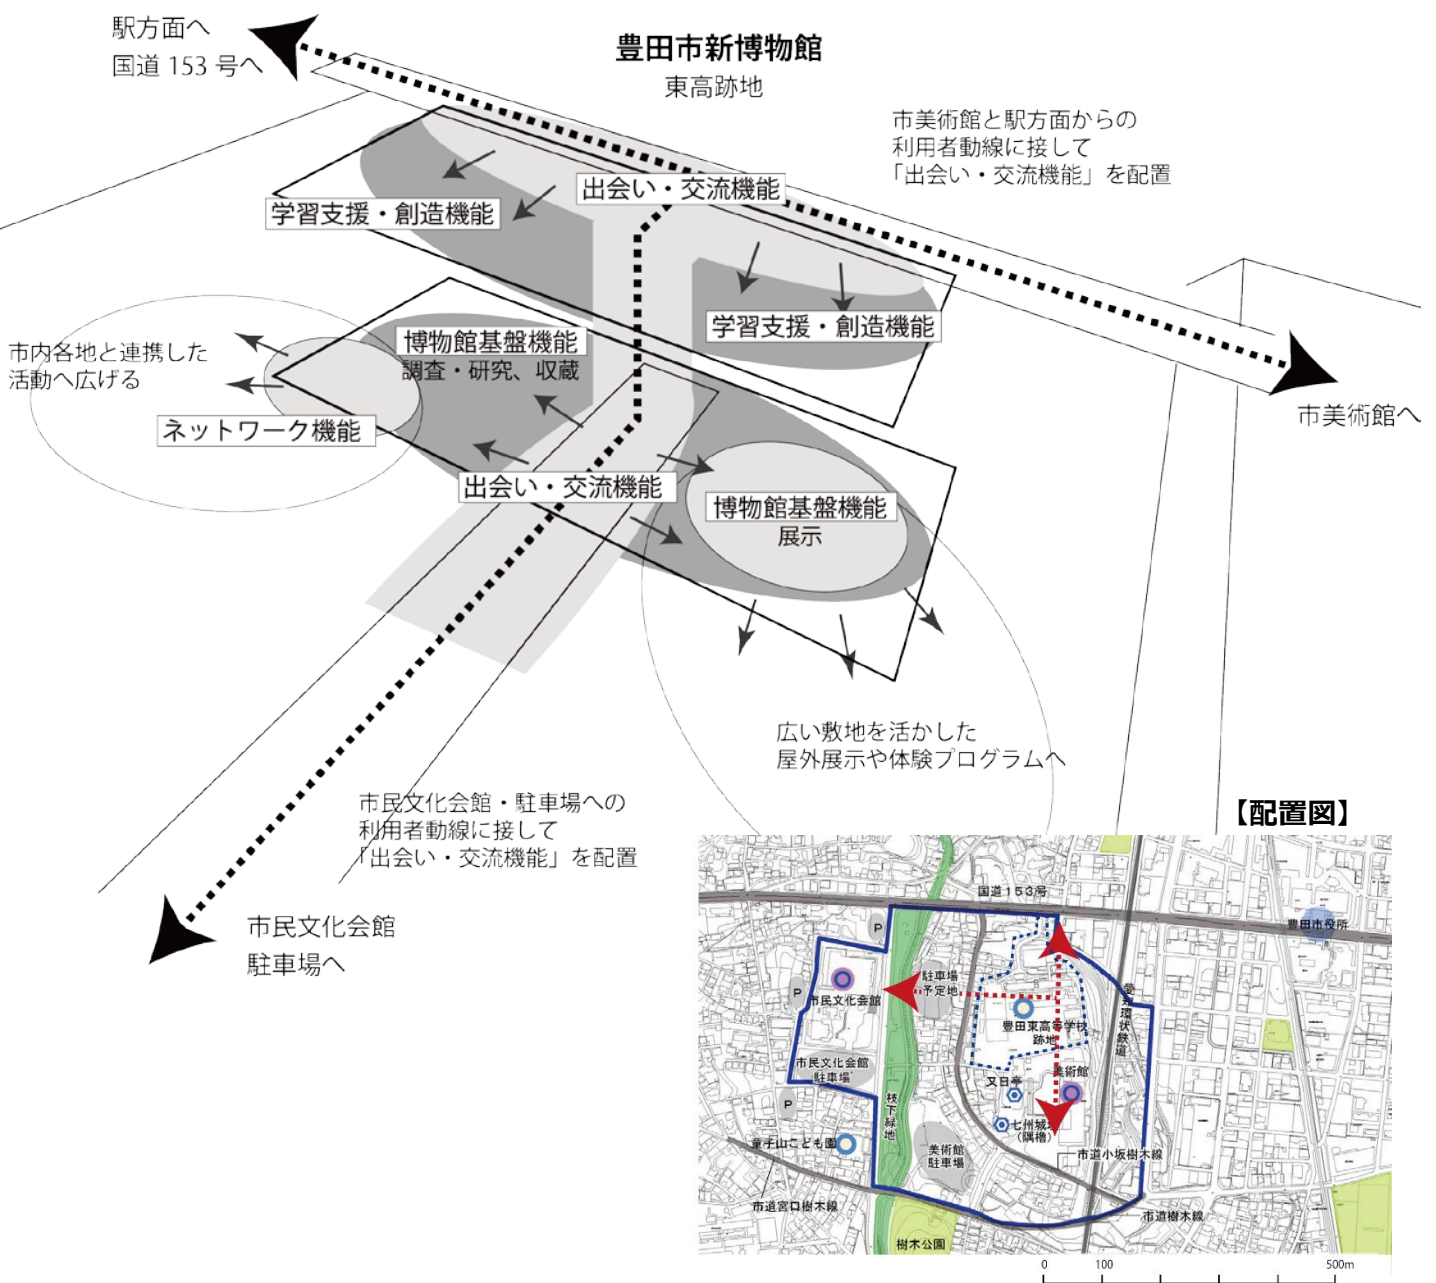 駅方面へ
国道 153 号へ
豊田市新博物館
東高跡地
市美術館と駅方面からの
利用者動線に接して
「出会い・交流機能」を配置
出会い・交流機能
学習支援・創造機能
学習支援・創造機能
博物館基盤機能
調査・研究、収蔵
市内各地と連携した
活動へ広げる
ネットワーク機能
市美術館へ
出会い・交流機能
博物館基盤機能
展示
広い敷地を活かした
屋外展示や体験プログラムへ
市民文化会館・駐車場への
利用者動線に接して
「出会い・交流機能」を配置
市民文化会館
駐車場へ
【配置図】
国道153号
豊田市役所
P
駐車場
予定地
P
市民文化会館
愛知環状鉄道
豊田東高等学校
跡地
市民文化会館
駐車場
又日亭
美術館
P
枝下緑地
七州城址
(隅櫓)
童子山こども園
美術館
駐車場
市道小坂樹木線
市道宮口樹木線
市道樹木線
樹木公園
0 100 500m